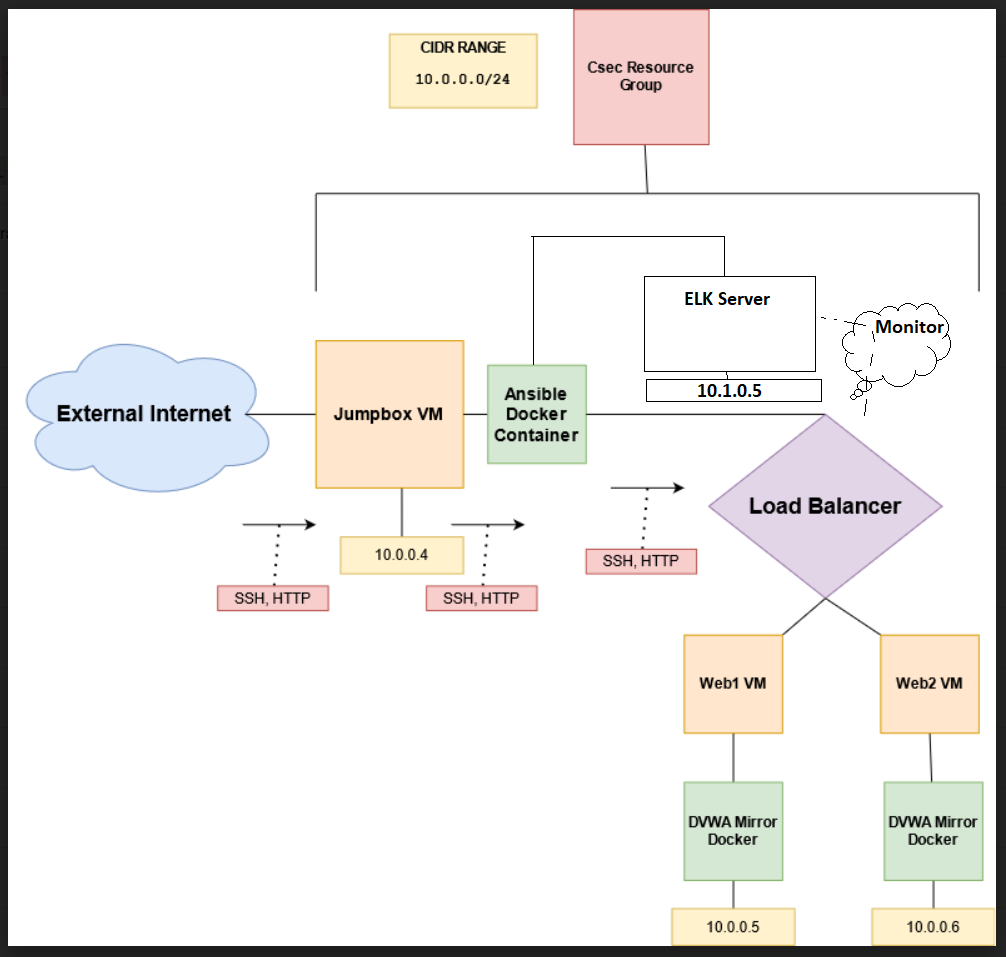 CIDR RANGE
10.0.0.0/24
Csec Resource
Group
ELK Server
Monitor
10.1.0.5
External Internet
Jumpbox VM
Ansible
Docker
Container
Load Balancer
10.0.0.4
SSH, HTTP
SSH, HTTP
SSH, HTTP
Web1 VM
Web2 VM
DVWA Mirror
Docker
DVWA Mirror
Docker
10.0.0.5
10.0.0.6